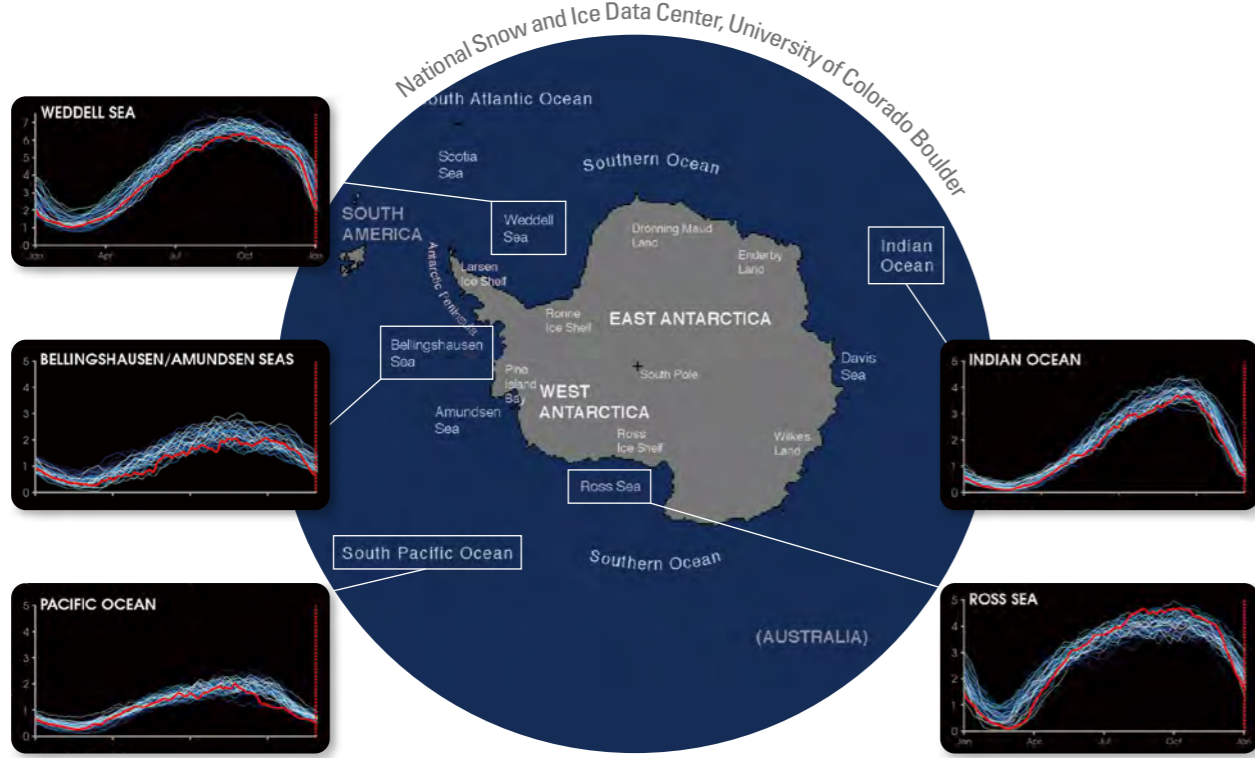 National Snow and Ice Data Center, University of Colorado Boulder
WEDDELL SEA
7
6
5
4
3
2
1
0
Jan Apr Jul Oct Jan
BELLINGSHAUSEN/AMUNDSEN SEAS
5
4
3
2
1
0
PACIFIC OCEAN
5
4
3
2
1
0
outh Atlantic Ocean
Scotia
Sea
Southern Ocean
SOUTH
AMERICA
Weddell
Sea
Antarctic Peninsula
Larsen
Ice Shelf
Dronning Maud
Land
Enderby
Land
Indian
Ocean
Ronne
Ice Shelf
EAST ANTARCTICA
Bellingshausen
Sea
Davis
Sea
Pine
Island
Bay
South Pole
WEST
ANTARCTICA
Amundsen
Sea
Ross
Ice Shelf
Wilkes
Land
Ross Sea
South Pacific Ocean
Southern Ocean
(AUSTRALIA)
INDIAN OCEAN
5
4
3
2
1
0
ROSS SEA
5
4
3
2
1
0
Jan Apr Jul Oct Jan